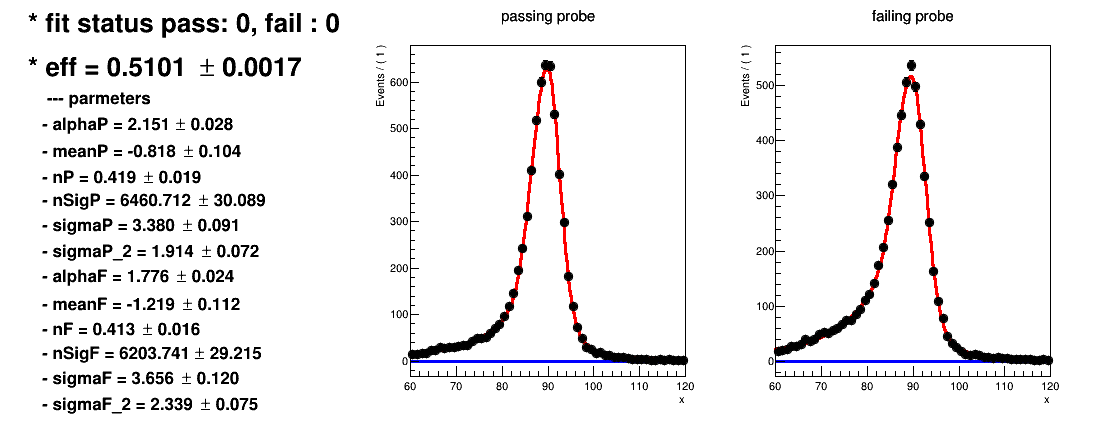 * fit status pass: 0, fail : 0
* eff = 0.5101 ± 0.0017
--- parmeters
- alphaP = 2.151 ± 0.028
- meanP = -0.818 ± 0.104
- nP = 0.419 ± 0.019
- nSigP = 6460.712 ± 30.089
- sigmaP = 3.380 ± 0.091
- sigmaP_2 = 1.914 ± 0.072
- alphaF = 1.776 ± 0.024
- meanF = -1.219 ± 0.112
- nF = 0.413 ± 0.016
- nSigF = 6203.741 ± 29.215
- sigmaF = 3.656 ± 0.120
- sigmaF_2 = 2.339 ± 0.075
passing probe
Events / ( 1 )
600
500
400
300
200
100
0
60 70 80 90 100 110 120
x
failing probe
Events / ( 1 )
500
400
300
200
100
0
60 70 80 90 100 110 120
x